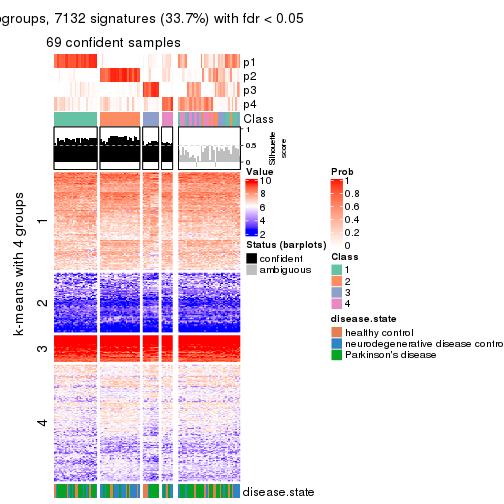 ogroups, 7132 signatures (33.7%) with fdr < 0.05
69 confident samples
p1
p2
p3
p4
Class
1
0.5
0
Silhouette
score
k-means with 4 groups
1
2
3
4
disease.state
Value
10
8
6
4
2
Status (barplots)
confident
ambiguous
Prob
1
0.8
0.6
0.4
0.2
0
Class
1
2
3
4
disease.state
healthy control
neurodegenerative disease contro
Parkinson's disease